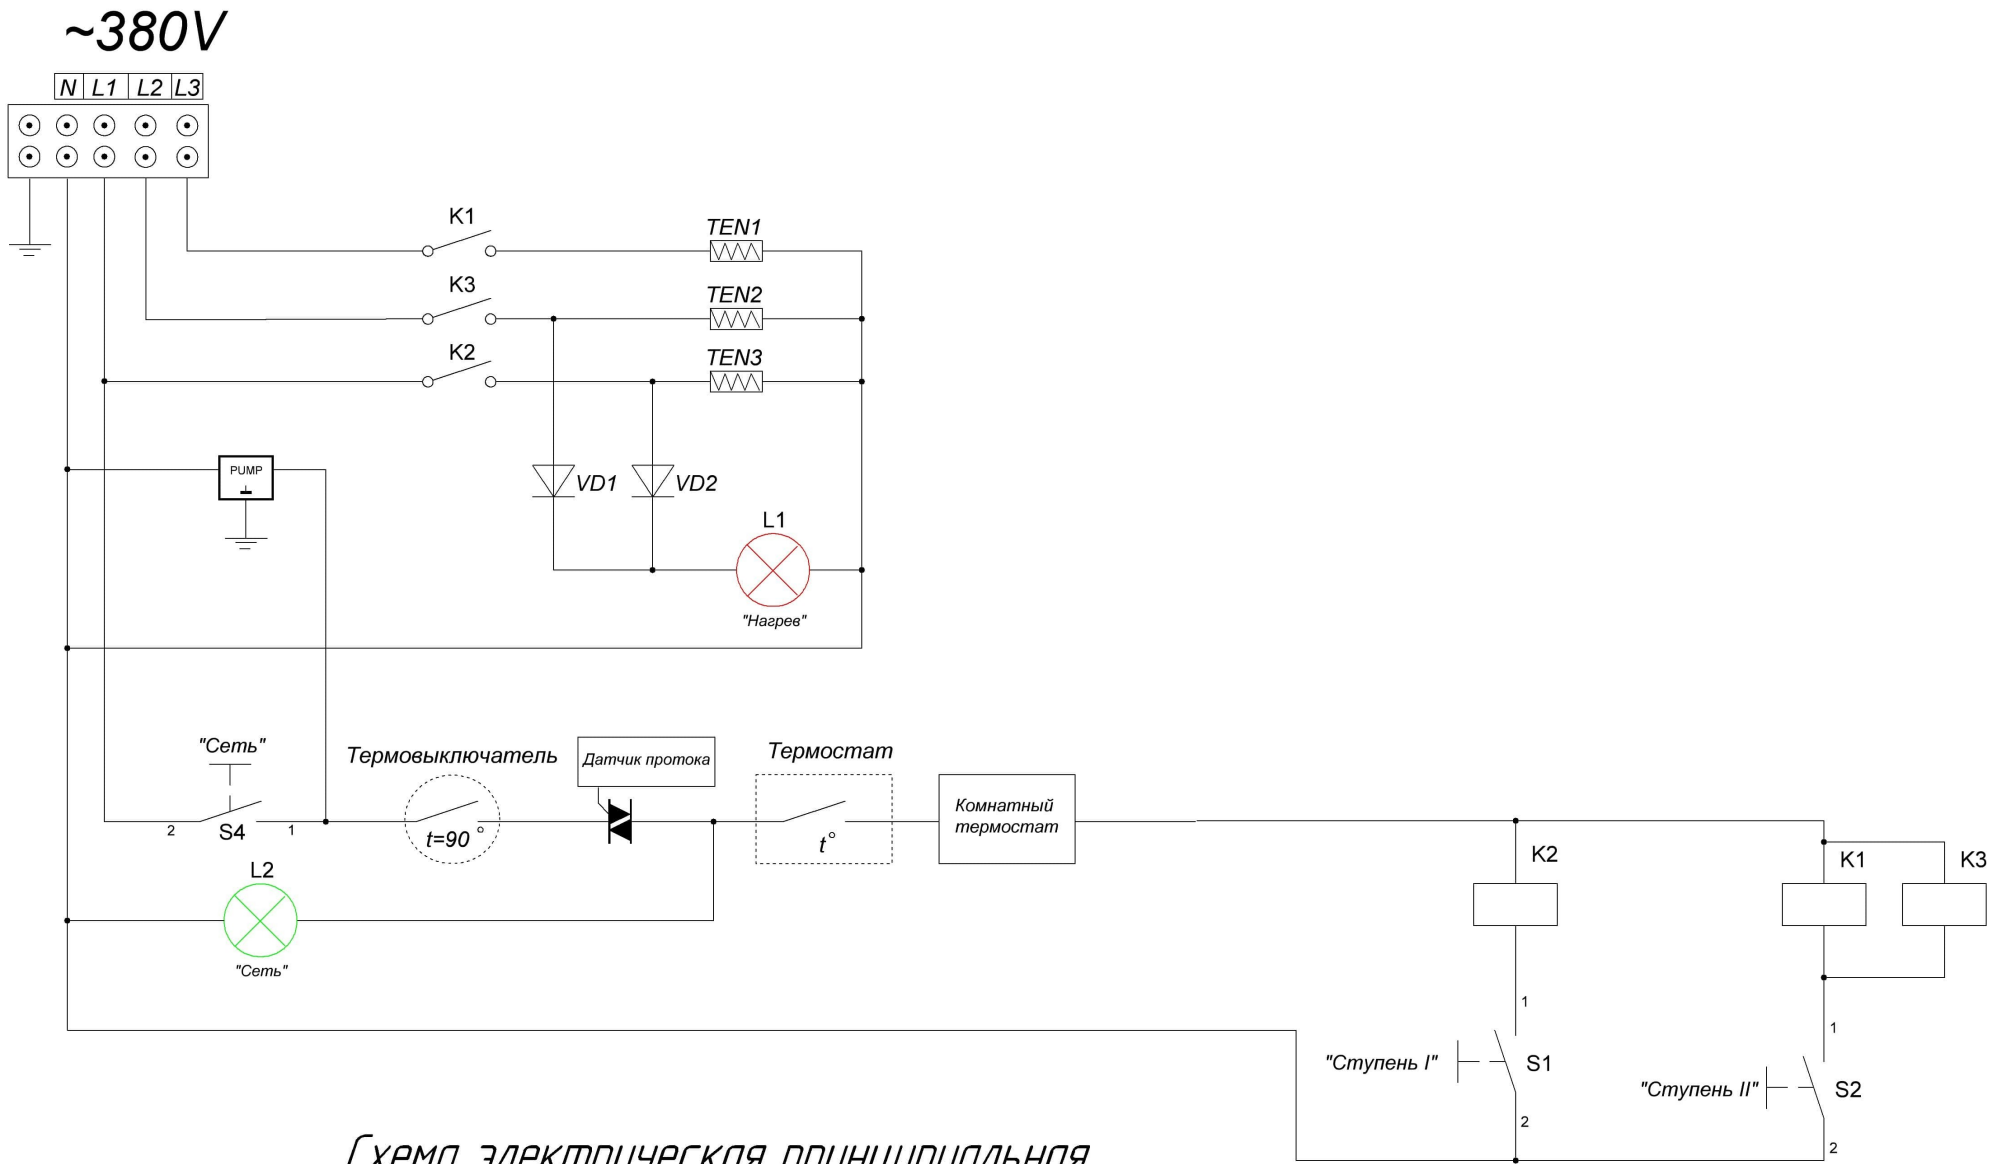 ~380V
N L1 L2 L3
K1
TEN1
K3
TEN2
K2
TEN3
PUMP
VD1
VD2
L1
"Нагрев"
"Сеть"
Термовыключатель
Датчик протока
Термостат
Комнатный
термостат
2
S4
1
t=90°
t°
K2
K1
K3
L2
"Сеть"
1
1
"Ступень I"
S1
"Ступень II"
S2
2
2
Схема электрическая принципиальная